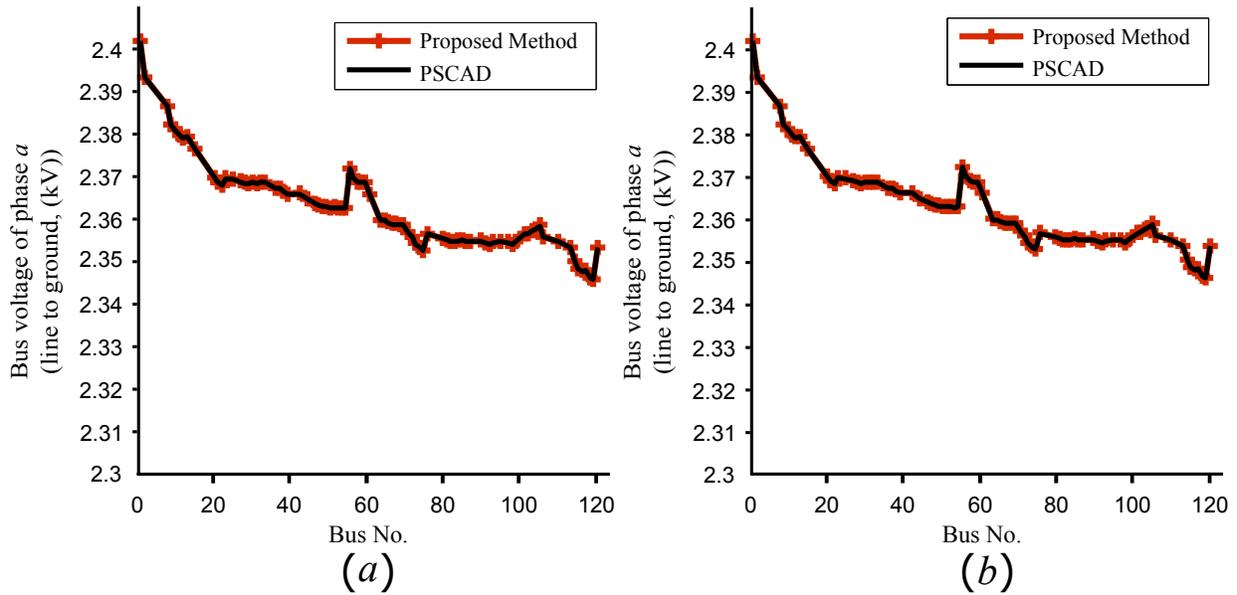 Bus voltage of phase a
(line to ground, (kV))
2.4
2.39
2.38
2.37
2.36
2.35
2.34
2.33
2.32
2.31
2.3
Proposed Method
PSCAD
0 20 40 60 80 100 120
Bus No.
(a)
Bus voltage of phase a
(line to ground, (kV))
2.4
2.39
2.38
2.37
2.36
2.35
2.34
2.33
2.32
2.31
2.3
Proposed Method
PSCAD
0 20 40 60 80 100 120
Bus No.
(b)